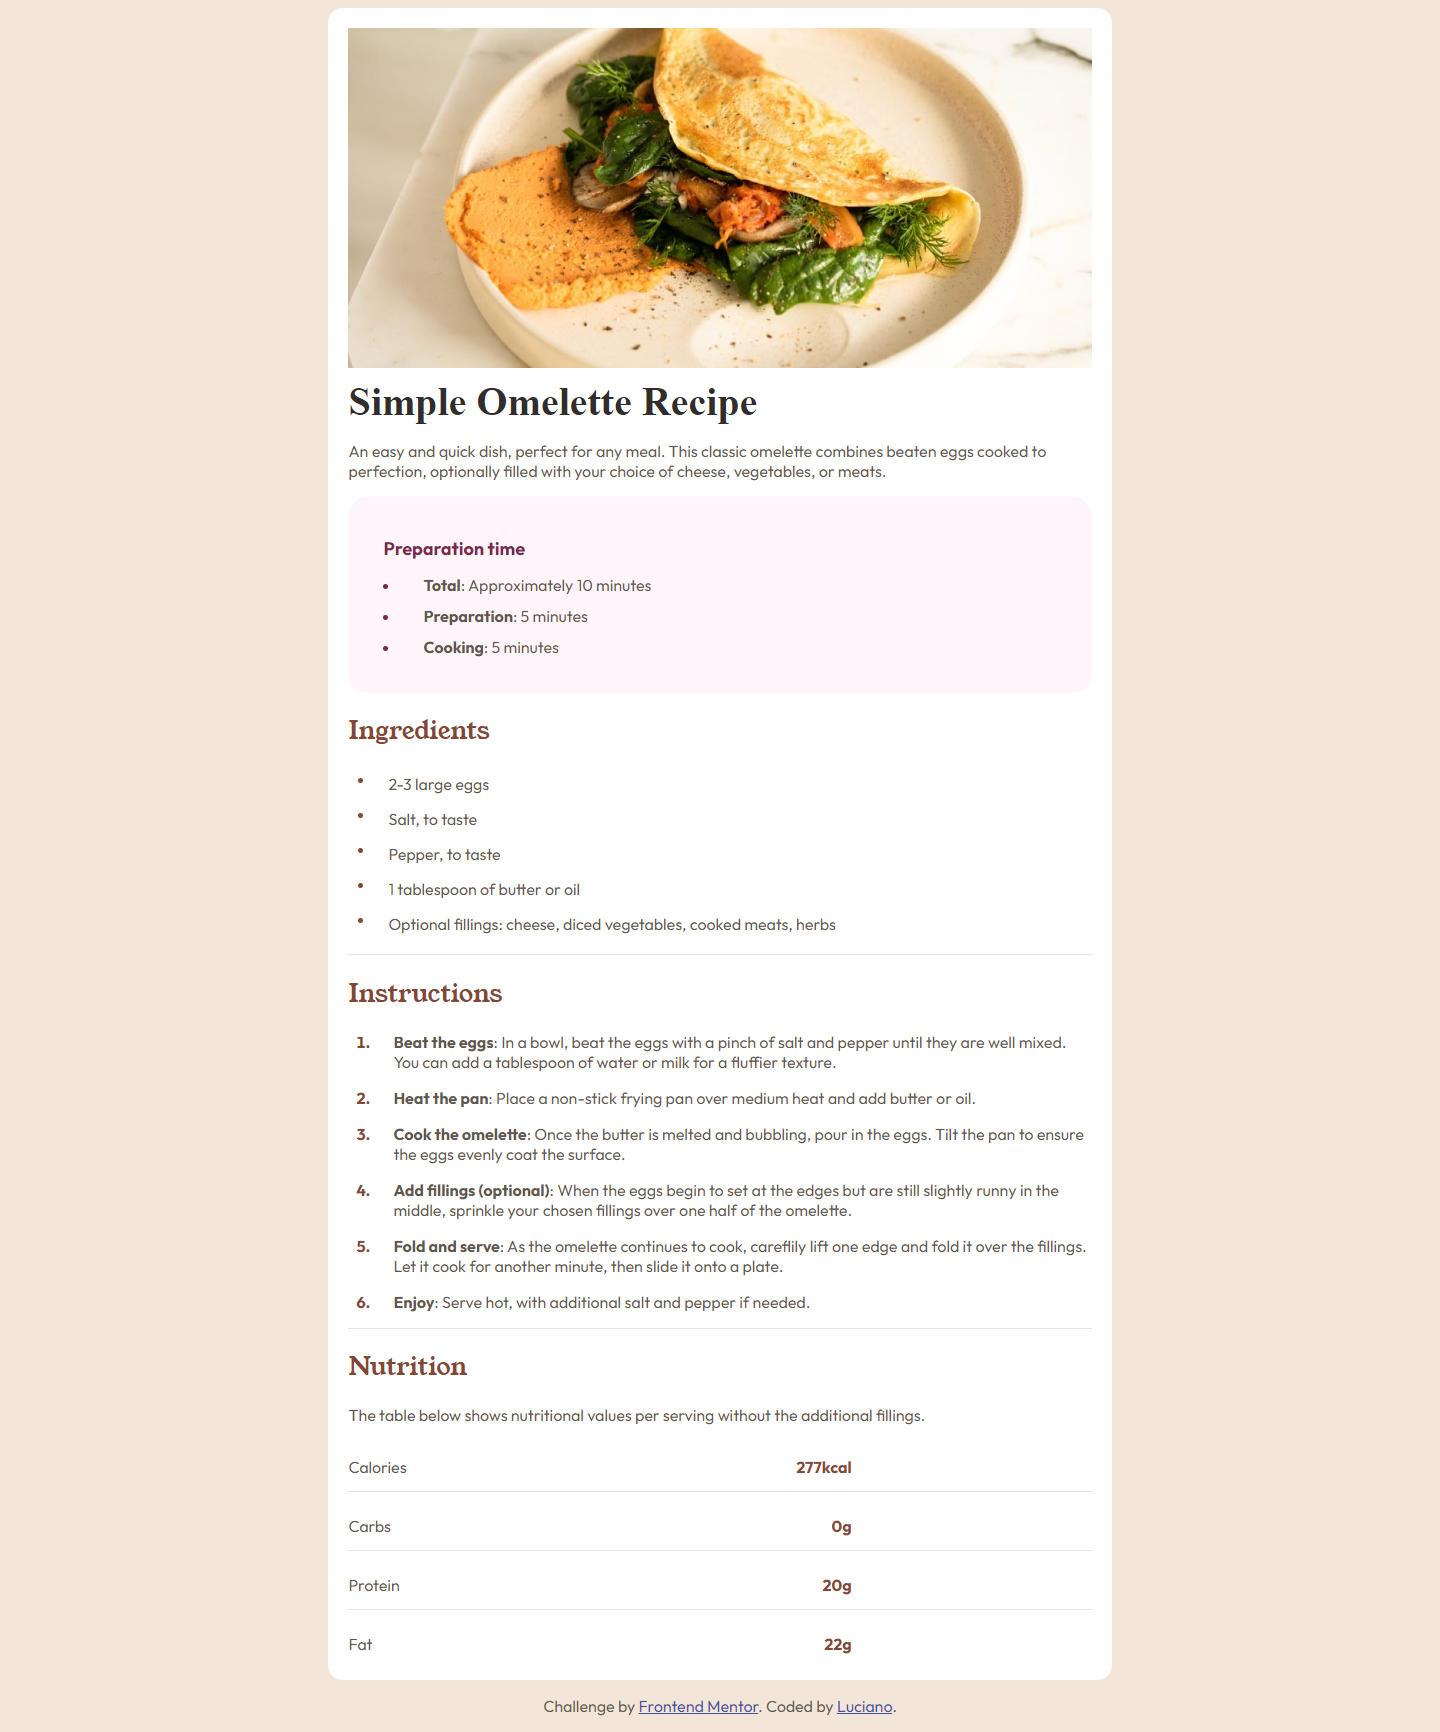 Simple Omelette Recipe
An easy and quick dish, perfect for any meal. This classic omelette combines beaten eggs cooked to
perfection, optionally filled with your choice of cheese, vegetables, or meats.
Preparation time
• Total: Approximately 10 minutes
• Preparation: 5 minutes
• Cooking: 5 minutes
Ingredients
• 2-3 large eggs
• Salt, to taste
• Pepper, to taste
• 1 tablespoon of butter or oil
• Optional fillings: cheese, diced vegetables, cooked meats, herbs
Instructions
1. Beat the eggs: In a bowl, beat the eggs with a pinch of salt and pepper until they are well mixed.
You can add a tablespoon of water or milk for a fluffier texture.
2. Heat the pan: Place a non-stick frying pan over medium heat and add butter or oil.
3. Cook the omelette: Once the butter is melted and bubbling, pour in the eggs. Tilt the pan to ensure
the eggs evenly coat the surface.
4. Add fillings (optional): When the eggs begin to set at the edges but are still slightly runny in the
middle, sprinkle your chosen fillings over one half of the omelette.
5. Fold and serve: As the omelette continues to cook, careflily lift one edge and fold it over the fillings.
Let it cook for another minute, then slide it onto a plate.
6. Enjoy: Serve hot, with additional salt and pepper if needed.
Nutrition
The table below shows nutritional values per serving without the additional fillings.
Calories 277kcal
Carbs 0g
Protein 20g
Fat 22g
Challenge by Frontend Mentor. Coded by Luciano.